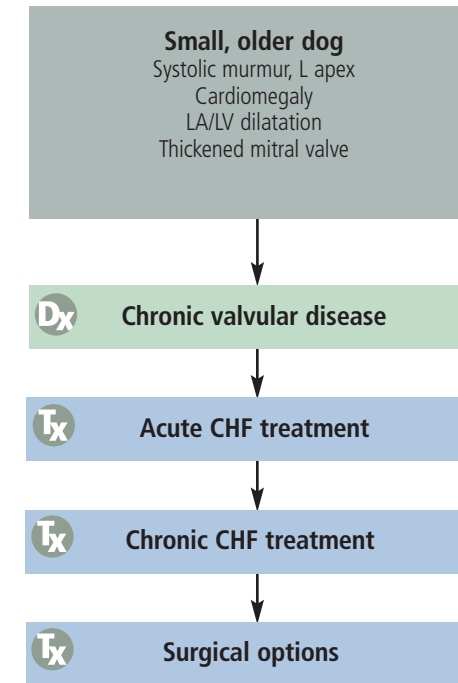 Small, older dog
Systolic murmur, L apex
Cardiomegaly
LA/LV dilatation
Thickened mitral valve
Dx Chronic valvular disease
Tx Acute CHF treatment
Tx Chronic CHF treatment
Tx Surgical options